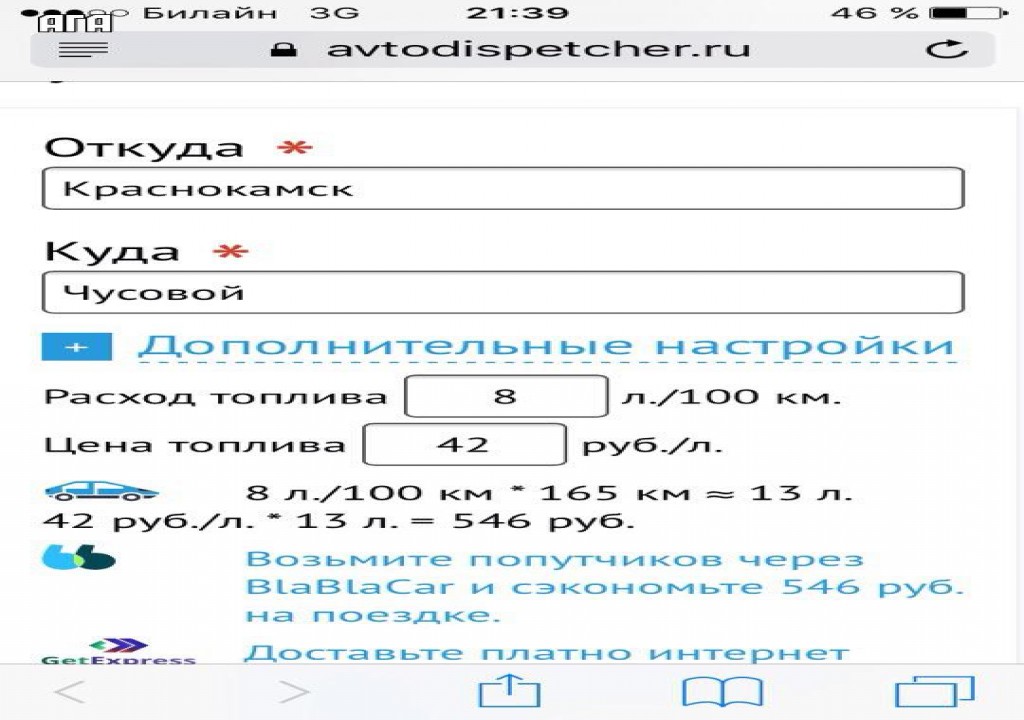 Билайн 3G 21:39 46 %
АГА
avtodispetcher.ru
Откуда *
Краснокамск
Куда *
Чусовой
+ Дополнительные настройки
Расход топлива 8 л./100 км.
Цена топлива 42 руб./л.
8 л./100 км * 165 км ≈ 13 л.
42 руб./л. * 13 л. = 546 руб.
Возьмите попутчиков через
BlaBlaCar и сэкономьте 546 руб.
на поездке.
GetExpress Доставьте платно интернет